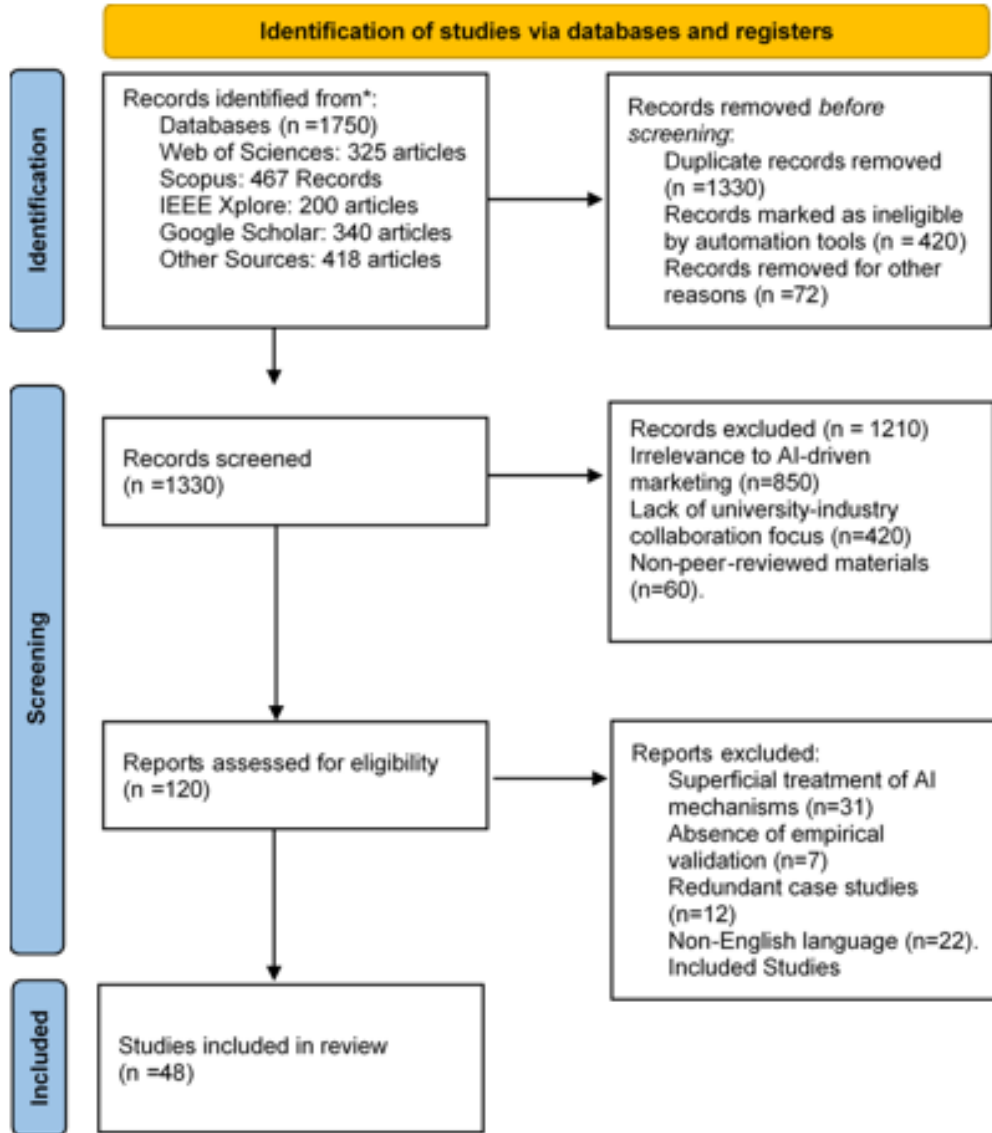 Identification of studies via databases and registers
Identification
Records identified from*:
Databases (n =1750)
Web of Sciences: 325 articles
Scopus: 467 Records
IEEE Xplore: 200 articles
Google Scholar: 340 articles
Other Sources: 418 articles
Records removed before
screening:
Duplicate records removed
(n =1330)
Records marked as ineligible
by automation tools (n = 420)
Records removed for other
reasons (n =72)
Screening
Records screened
(n =1330)
Records excluded (n = 1210)
Irrelevance to AI-driven
marketing (n=850)
Lack of university-industry
collaboration focus (n=420)
Non-peer-reviewed materials
(n=60).
Reports assessed for eligibility
(n =120)
Reports excluded:
Superficial treatment of AI
mechanisms (n=31)
Absence of empirical
validation (n=7)
Redundant case studies
(n=12)
Non-English language (n=22).
Included Studies
Included
Studies included in review
(n =48)